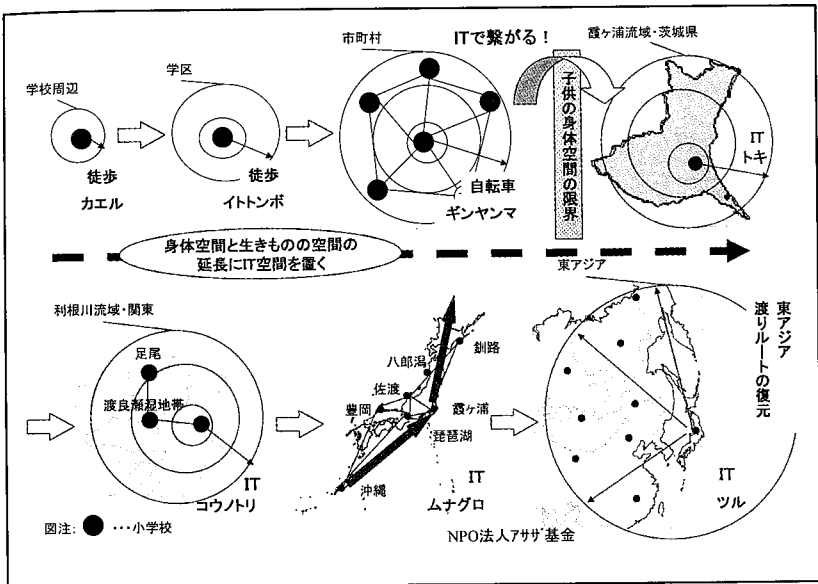 学校周辺
徒歩
カエル
学区
徒歩
イトトンボ
市町村
自転車
ギンヤンマ
ITで繋がる！
子供の身体空間の限界
霞ヶ浦流域・茨城県
IT
トキ
身体空間と生きものの空間の
延長にIT空間を置く
利根川流域・関東
足尾
渡良瀬湿地帯
IT
コウノトリ
釧路
八郎潟
佐渡
豊岡
霞ヶ浦
琵琶湖
沖縄
IT
ムナグロ
東アジア
東アジア
渡りルートの復元
IT
ツル
図注: ● ･･･小学校
NPO法人アサザ基金